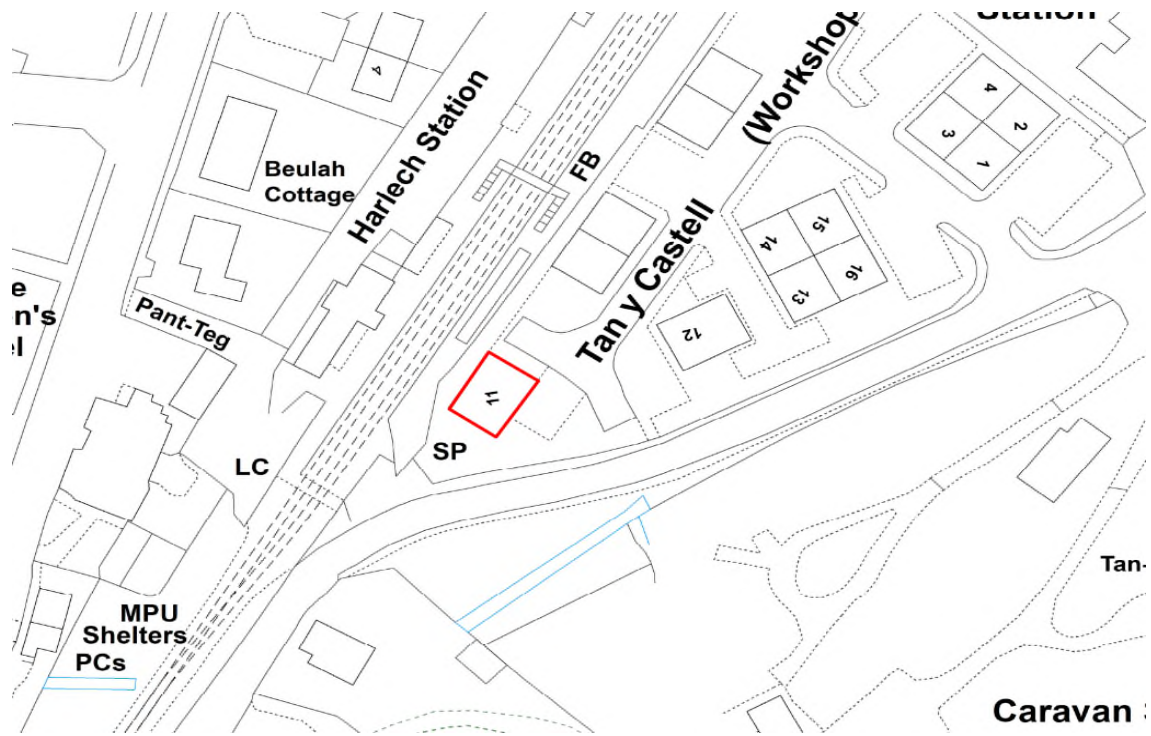 Station
4
(Workshop
4
2
3
1
Harlech Station
FB
Beulah
Cottage
Tan y Castell
15
14
16
13
12
e
n's
Pant-Teg
11
SP
LC
Tan-
MPU
Shelters
PCs
Caravan